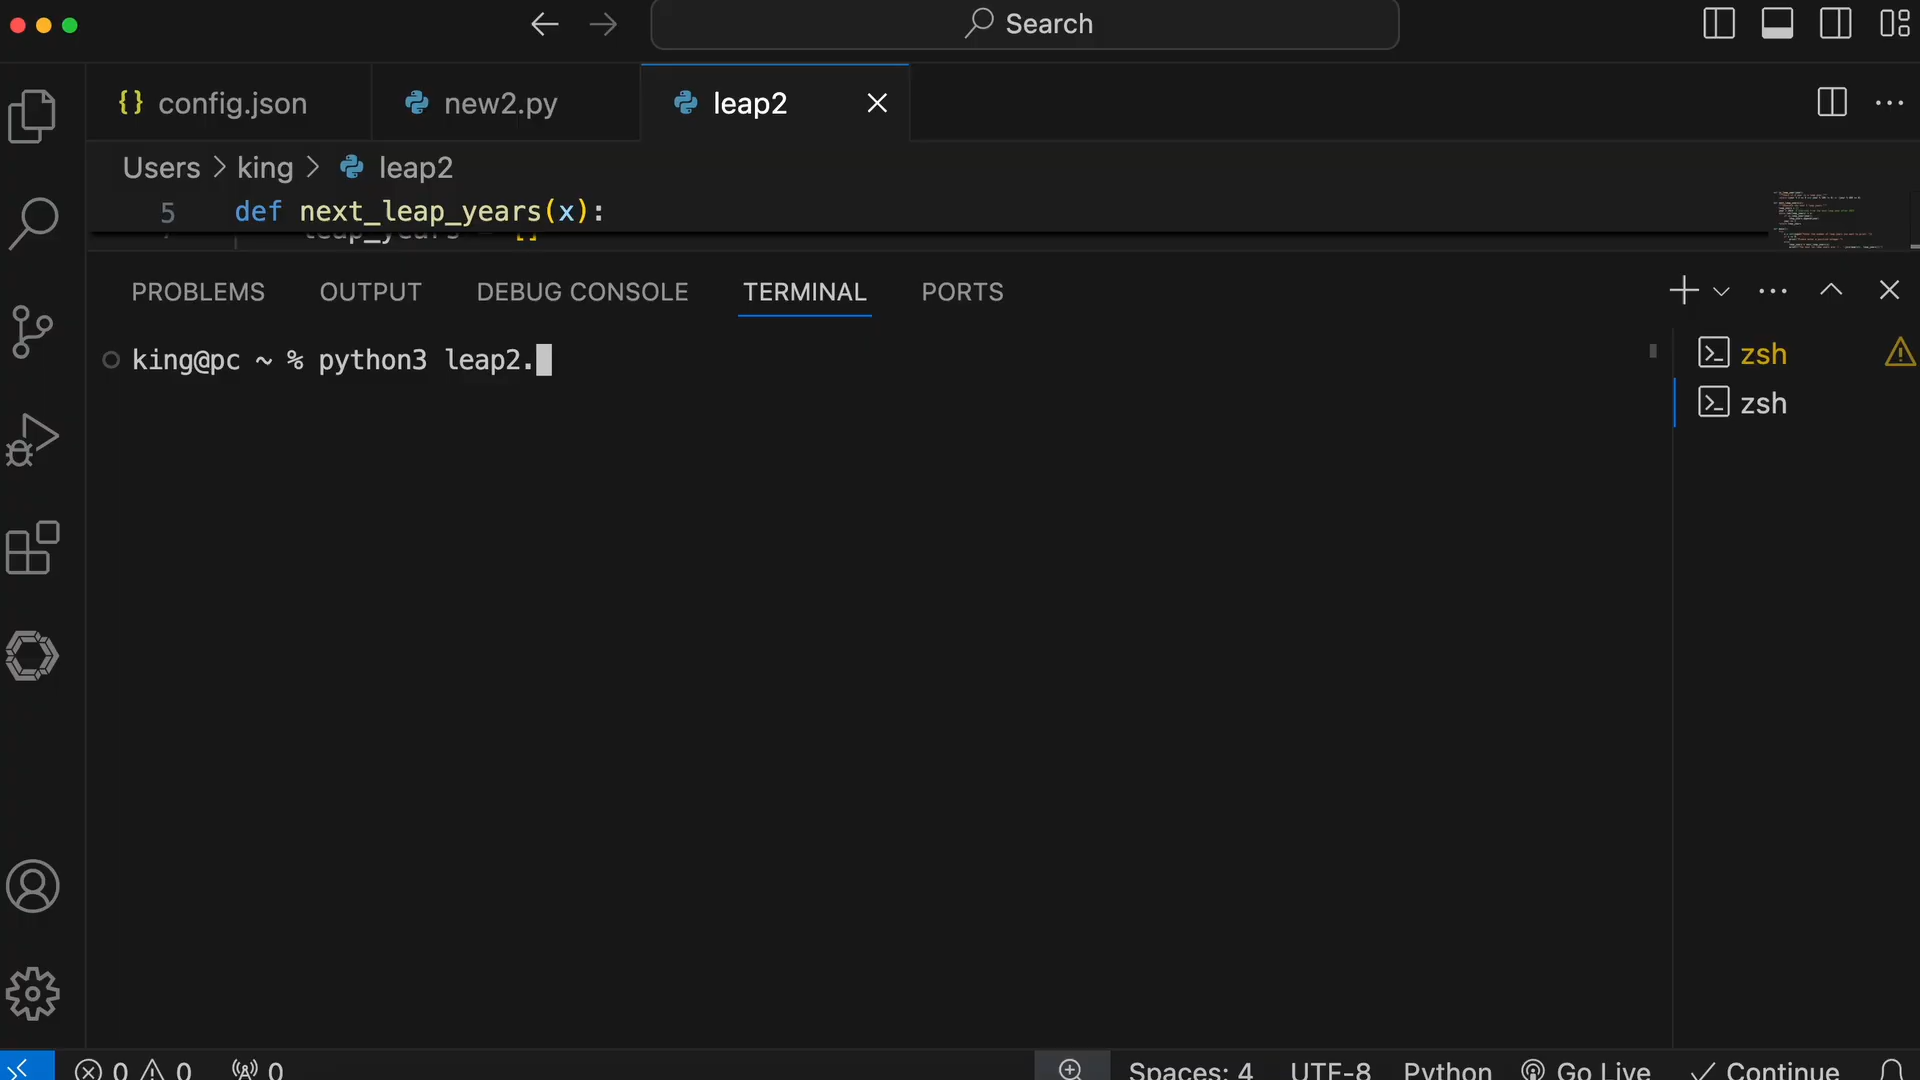 Search
config.json
new2.py
leap2
Users > king > leap2
5 def next_leap_years(x):
leap_years = []
PROBLEMS OUTPUT DEBUG CONSOLE TERMINAL PORTS
king@pc ~ % python3 leap2.
zsh
zsh
0 0 0 Spaces: 4 UTF-8 Python Go Live Continue